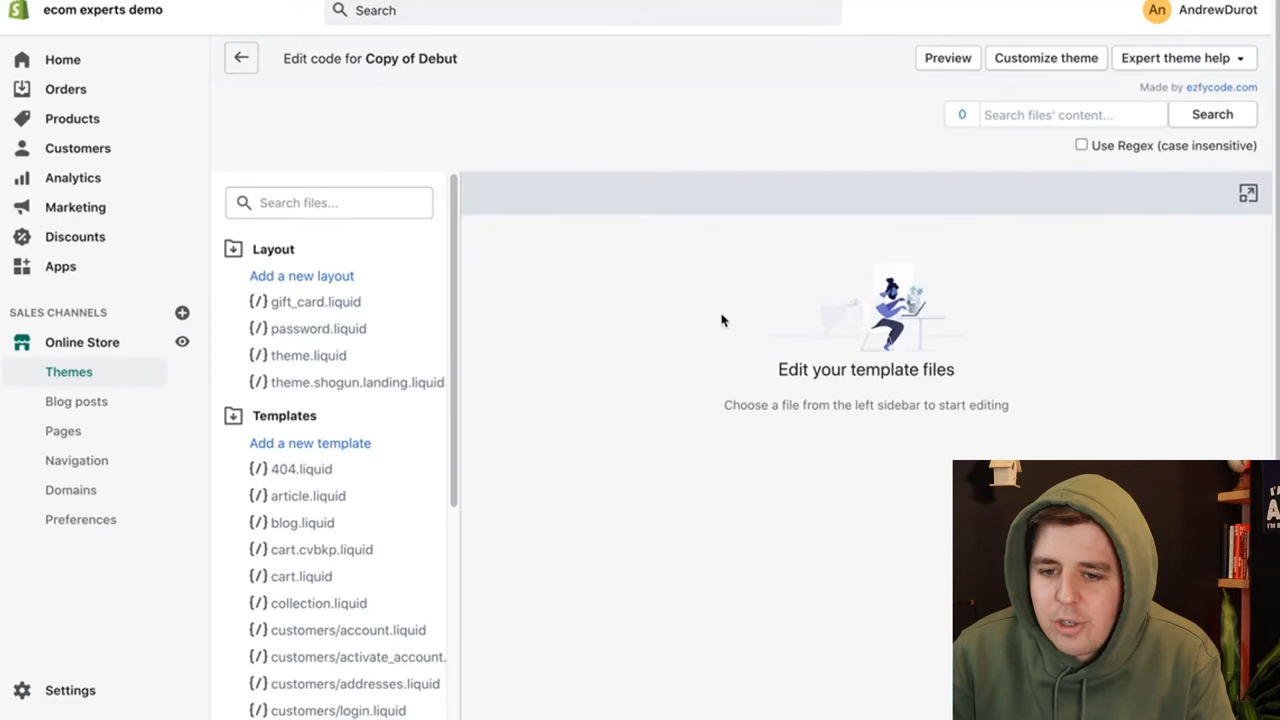 ecom experts demo
Search
An AndrewDurot
Home
Orders
Products
Customers
Analytics
Marketing
Discounts
Apps
SALES CHANNELS
Online Store
Themes
Blog posts
Pages
Navigation
Domains
Preferences
Settings
Edit code for Copy of Debut
Preview
Customize theme
Expert theme help
Made by ezfycode.com
0 Search files' content... Search
Use Regex (case insensitive)
Search files...
Layout
Add a new layout
{/} gift_card.liquid
{/} password.liquid
{/} theme.liquid
{/} theme.shogun.landing.liquid
Templates
Add a new template
{/} 404.liquid
{/} article.liquid
{/} blog.liquid
{/} cart.cvbkp.liquid
{/} cart.liquid
{/} collection.liquid
{/} customers/account.liquid
{/} customers/activate_account.
{/} customers/addresses.liquid
{/} customers/login.liquid
Edit your template files
Choose a file from the left sidebar to start editing